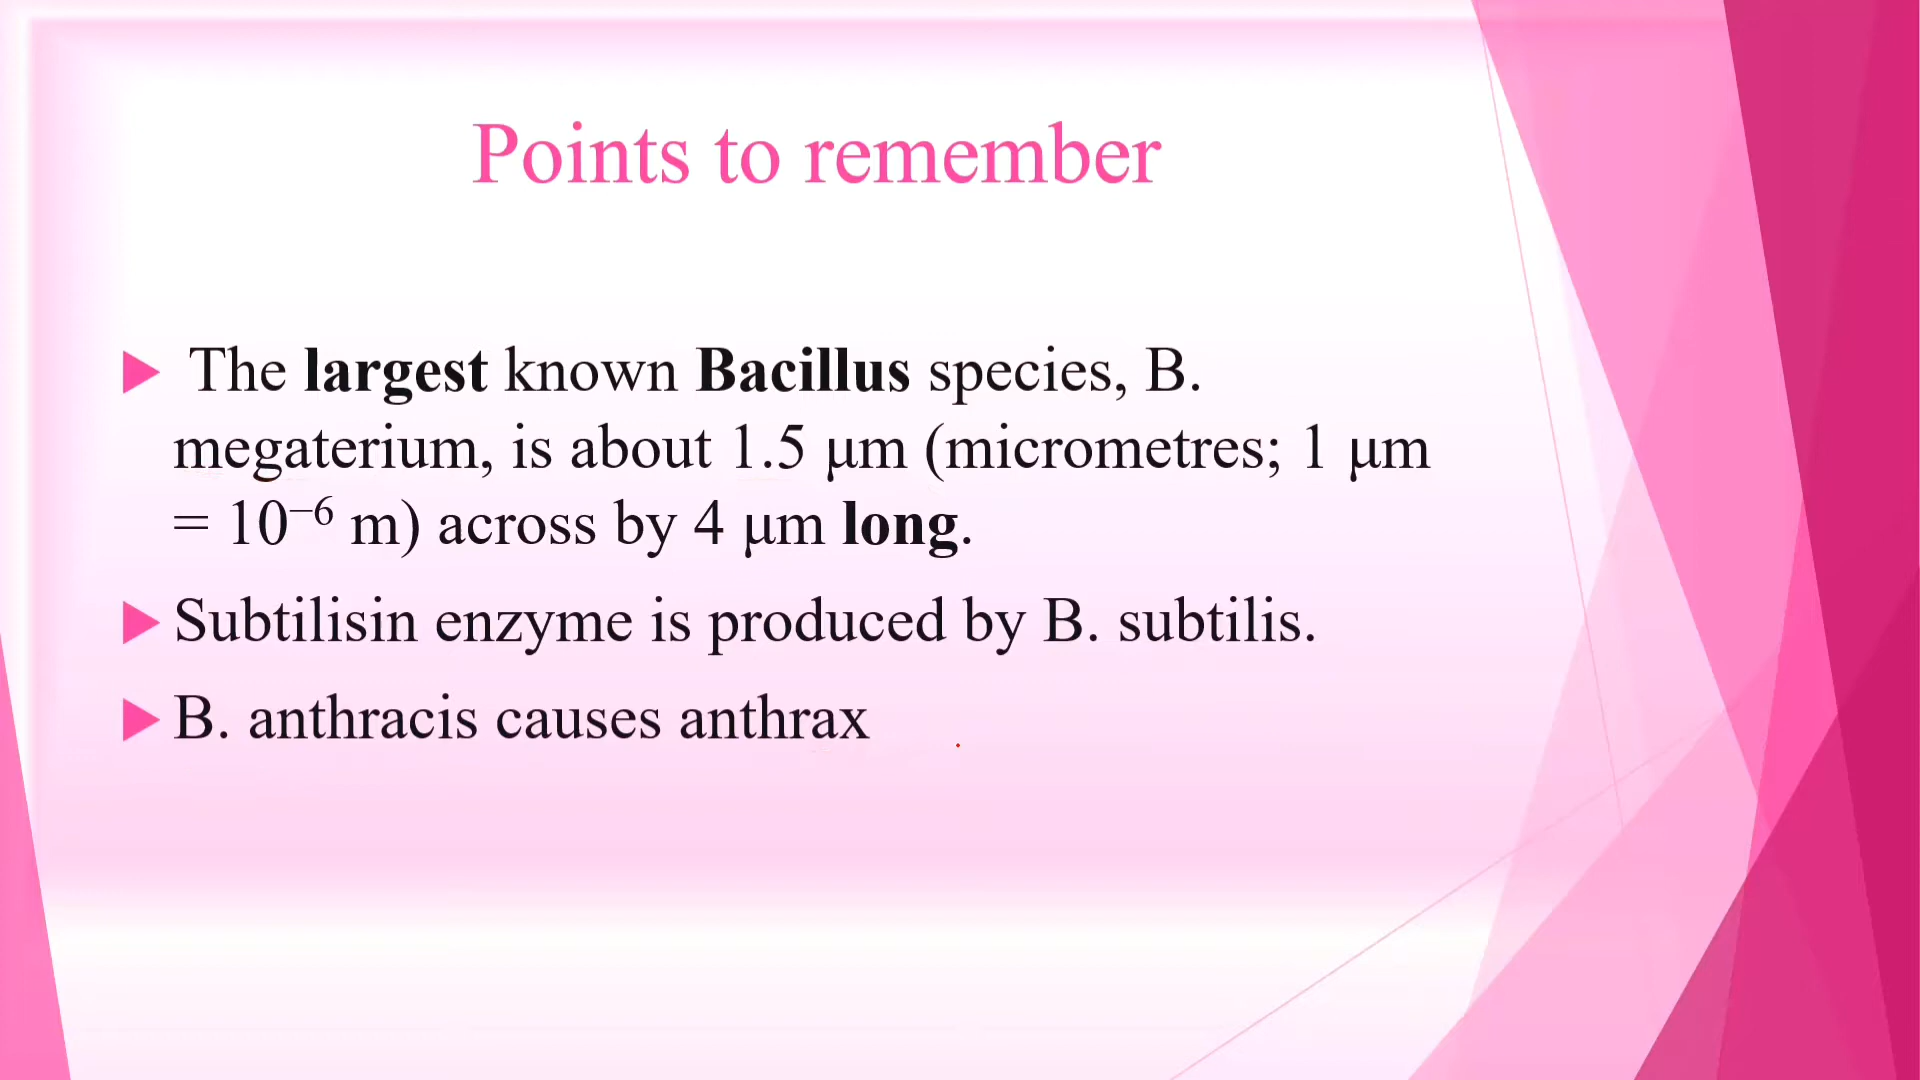 Points to remember
The largest known Bacillus species, B.
megaterium, is about 1.5 μm (micrometres; 1 μm
= 10⁻⁶ m) across by 4 μm long.
Subtilisin enzyme is produced by B. subtilis.
B. anthracis causes anthrax